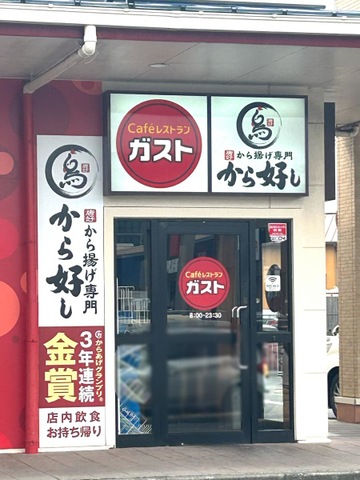 Caféレストラン
ガスト
鳥
から揚げ専門
から好し
鳥
から揚げ専門
から好し
からあげグランプリ®
3年連続
金賞
店内飲食
お持ち帰り
Caféレストラン
ガスト
8:00-23:30